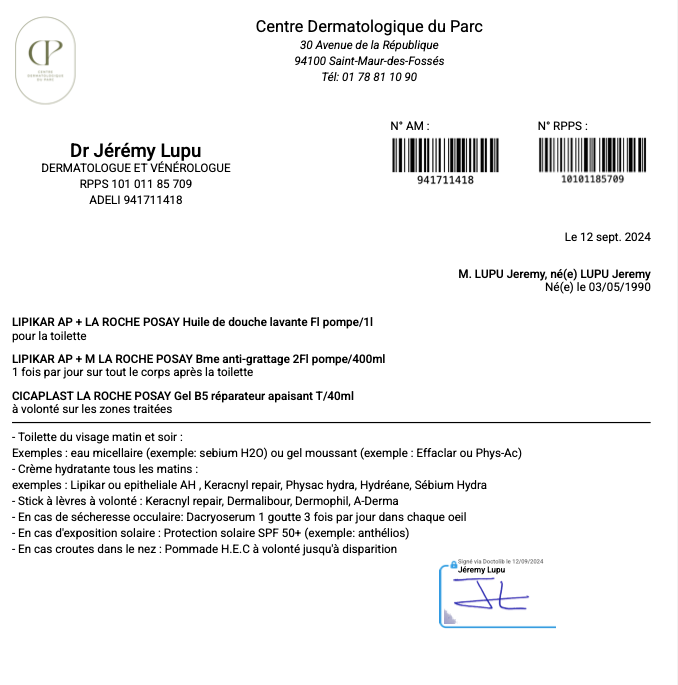 CP
CENTRE
DERMATOLOGIQUE
DU PARC
Centre Dermatologique du Parc
30 Avenue de la République
94100 Saint-Maur-des-Fossés
Tél: 01 78 81 10 90
N° AM :
941711418
N° RPPS :
10101185709
Dr Jérémy Lupu
DERMATOLOGUE ET VÉNÉROLOGUE
RPPS 101 011 85 709
ADELI 941711418
Le 12 sept. 2024
M. LUPU Jeremy, né(e) LUPU Jeremy
Né(e) le 03/05/1990
LIPIKAR AP + LA ROCHE POSAY Huile de douche lavante Fl pompe/1l
pour la toilette
LIPIKAR AP + M LA ROCHE POSAY Bme anti-grattage 2Fl pompe/400ml
1 fois par jour sur tout le corps après la toilette
CICAPLAST LA ROCHE POSAY Gel B5 réparateur apaisant T/40ml
à volonté sur les zones traitées
- Toilette du visage matin et soir :
Exemples : eau micellaire (exemple: sebium H2O) ou gel moussant (exemple : Effaclar ou Phys-Ac)
- Crème hydratante tous les matins :
exemples : Lipikar ou epitheliale AH , Keracnyl repair, Physac hydra, Hydréane, Sébium Hydra
- Stick à lèvres à volonté : Keracnyl repair, Dermalibour, Dermophil, A-Derma
- En cas de sécheresse occulaire: Dacryoserum 1 goutte 3 fois par jour dans chaque oeil
- En cas d'exposition solaire : Protection solaire SPF 50+ (exemple: anthélios)
- En cas croutes dans le nez : Pommade H.E.C à volonté jusqu'à disparition
Signé via Doctolib le 12/09/2024
Jéremy Lupu